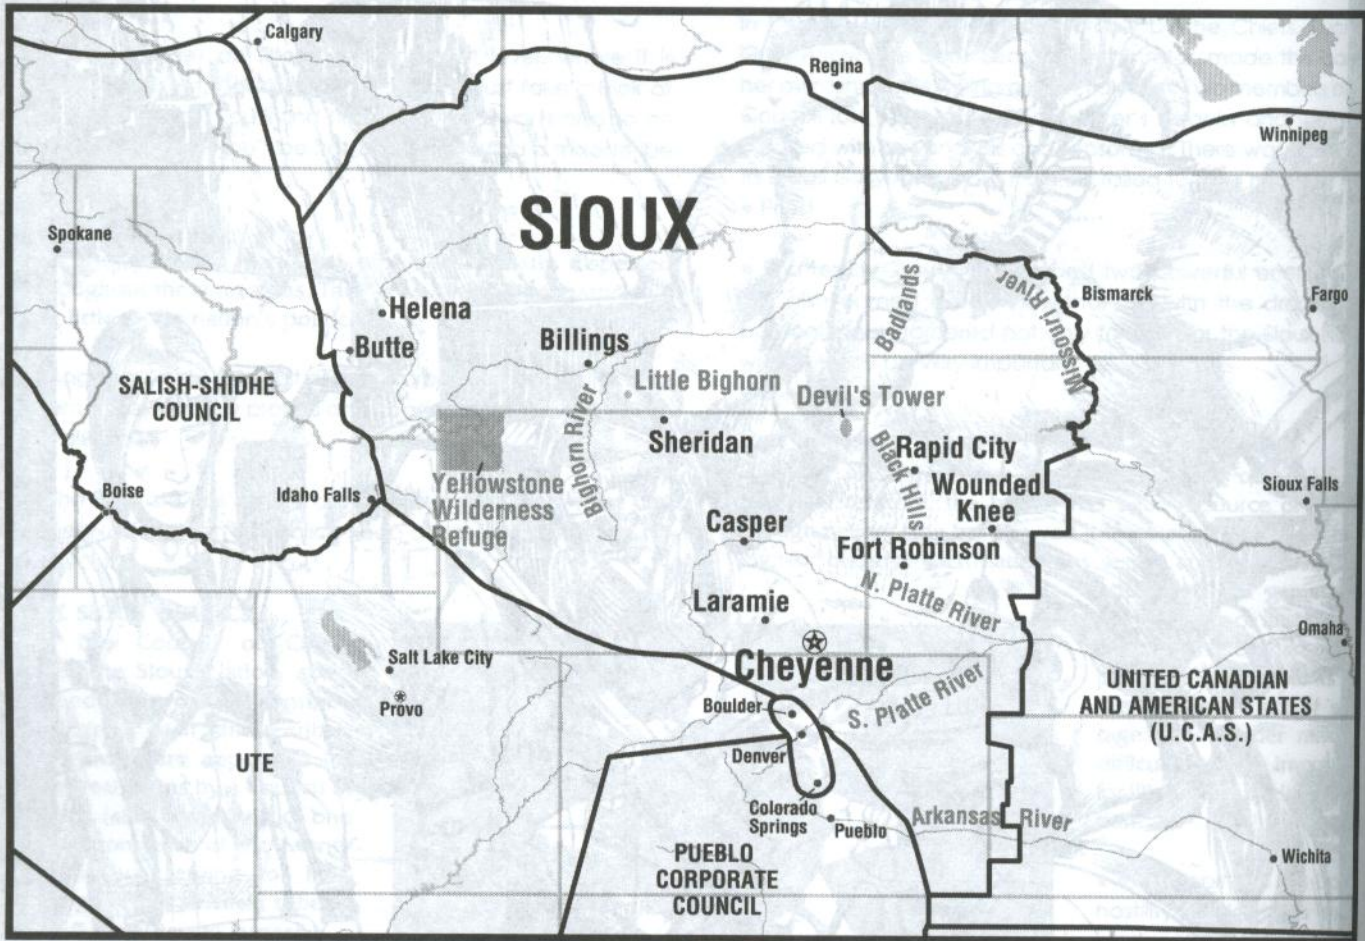 Calgary
Regina
Winnipeg
SIOUX
Spokane
Badlands
Missouri River
Bismarck
Fargo
Helena
Butte
Billings
Little Bighorn
Devil's Tower
SALISH-SHIDHE
COUNCIL
Bighorn River
Sheridan
Black Hills
Rapid City
Wounded
Knee
Sioux Falls
Boise
Idaho Falls
Yellowstone
Wilderness
Refuge
Casper
Fort Robinson
N. Platte River
Laramie
Omaha
Cheyenne
Salt Lake City
Provo
Boulder
S. Platte River
UNITED CANADIAN
AND AMERICAN STATES
(U.C.A.S.)
UTE
Denver
Colorado
Springs
Pueblo
Arkansas River
Wichita
PUEBLO
CORPORATE
COUNCIL